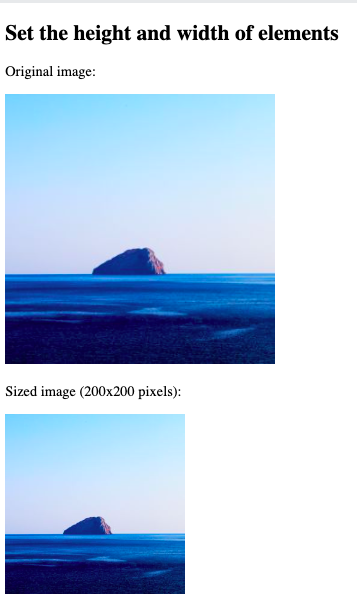 Set the height and width of elements
Original image:
Sized image (200x200 pixels):